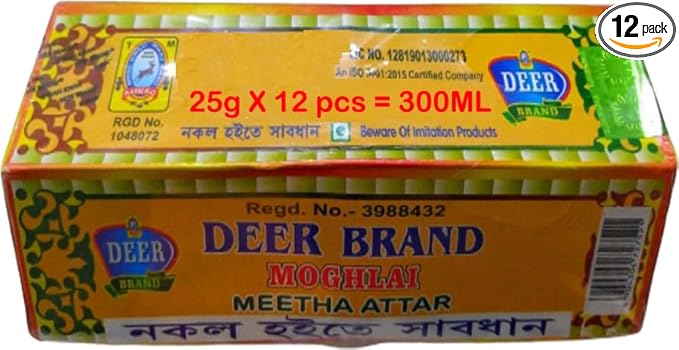 12
pack
T M
RGD No.
1048072
LIC NO. 12819013000273
An ISO 9001:2015 Certified Company
25g X 12 pcs = 300ML
নকল হইতে সাবধান
Beware of Imitation Products
DEER
BRAND
Regd. No.- 3988432
DEER BRAND
MOGHLAI
MEETHA ATTAR
নকল হইতে সাবধান
DEER
BRAND